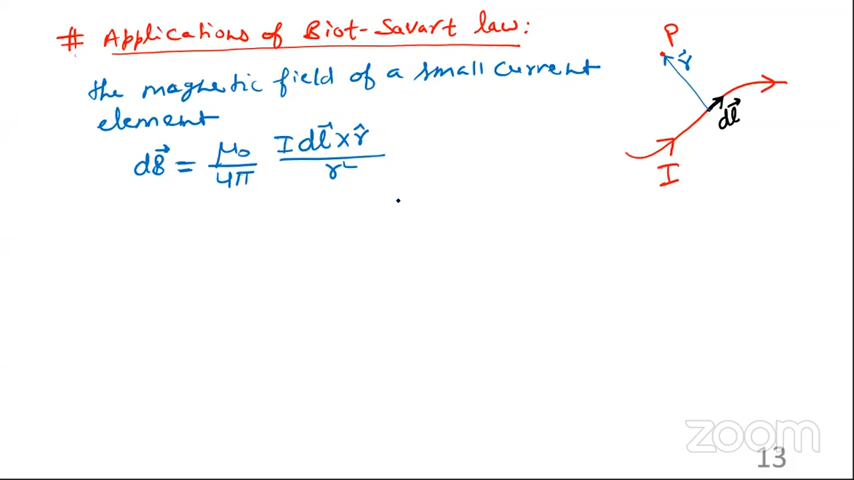 # Applications of Biot-Savart law:
the magnetic field of a small current
element
dB⃗ = μ₀/4π I dl⃗ × r̂ / r²
P
r̂
dl⃗
I
zoom
13